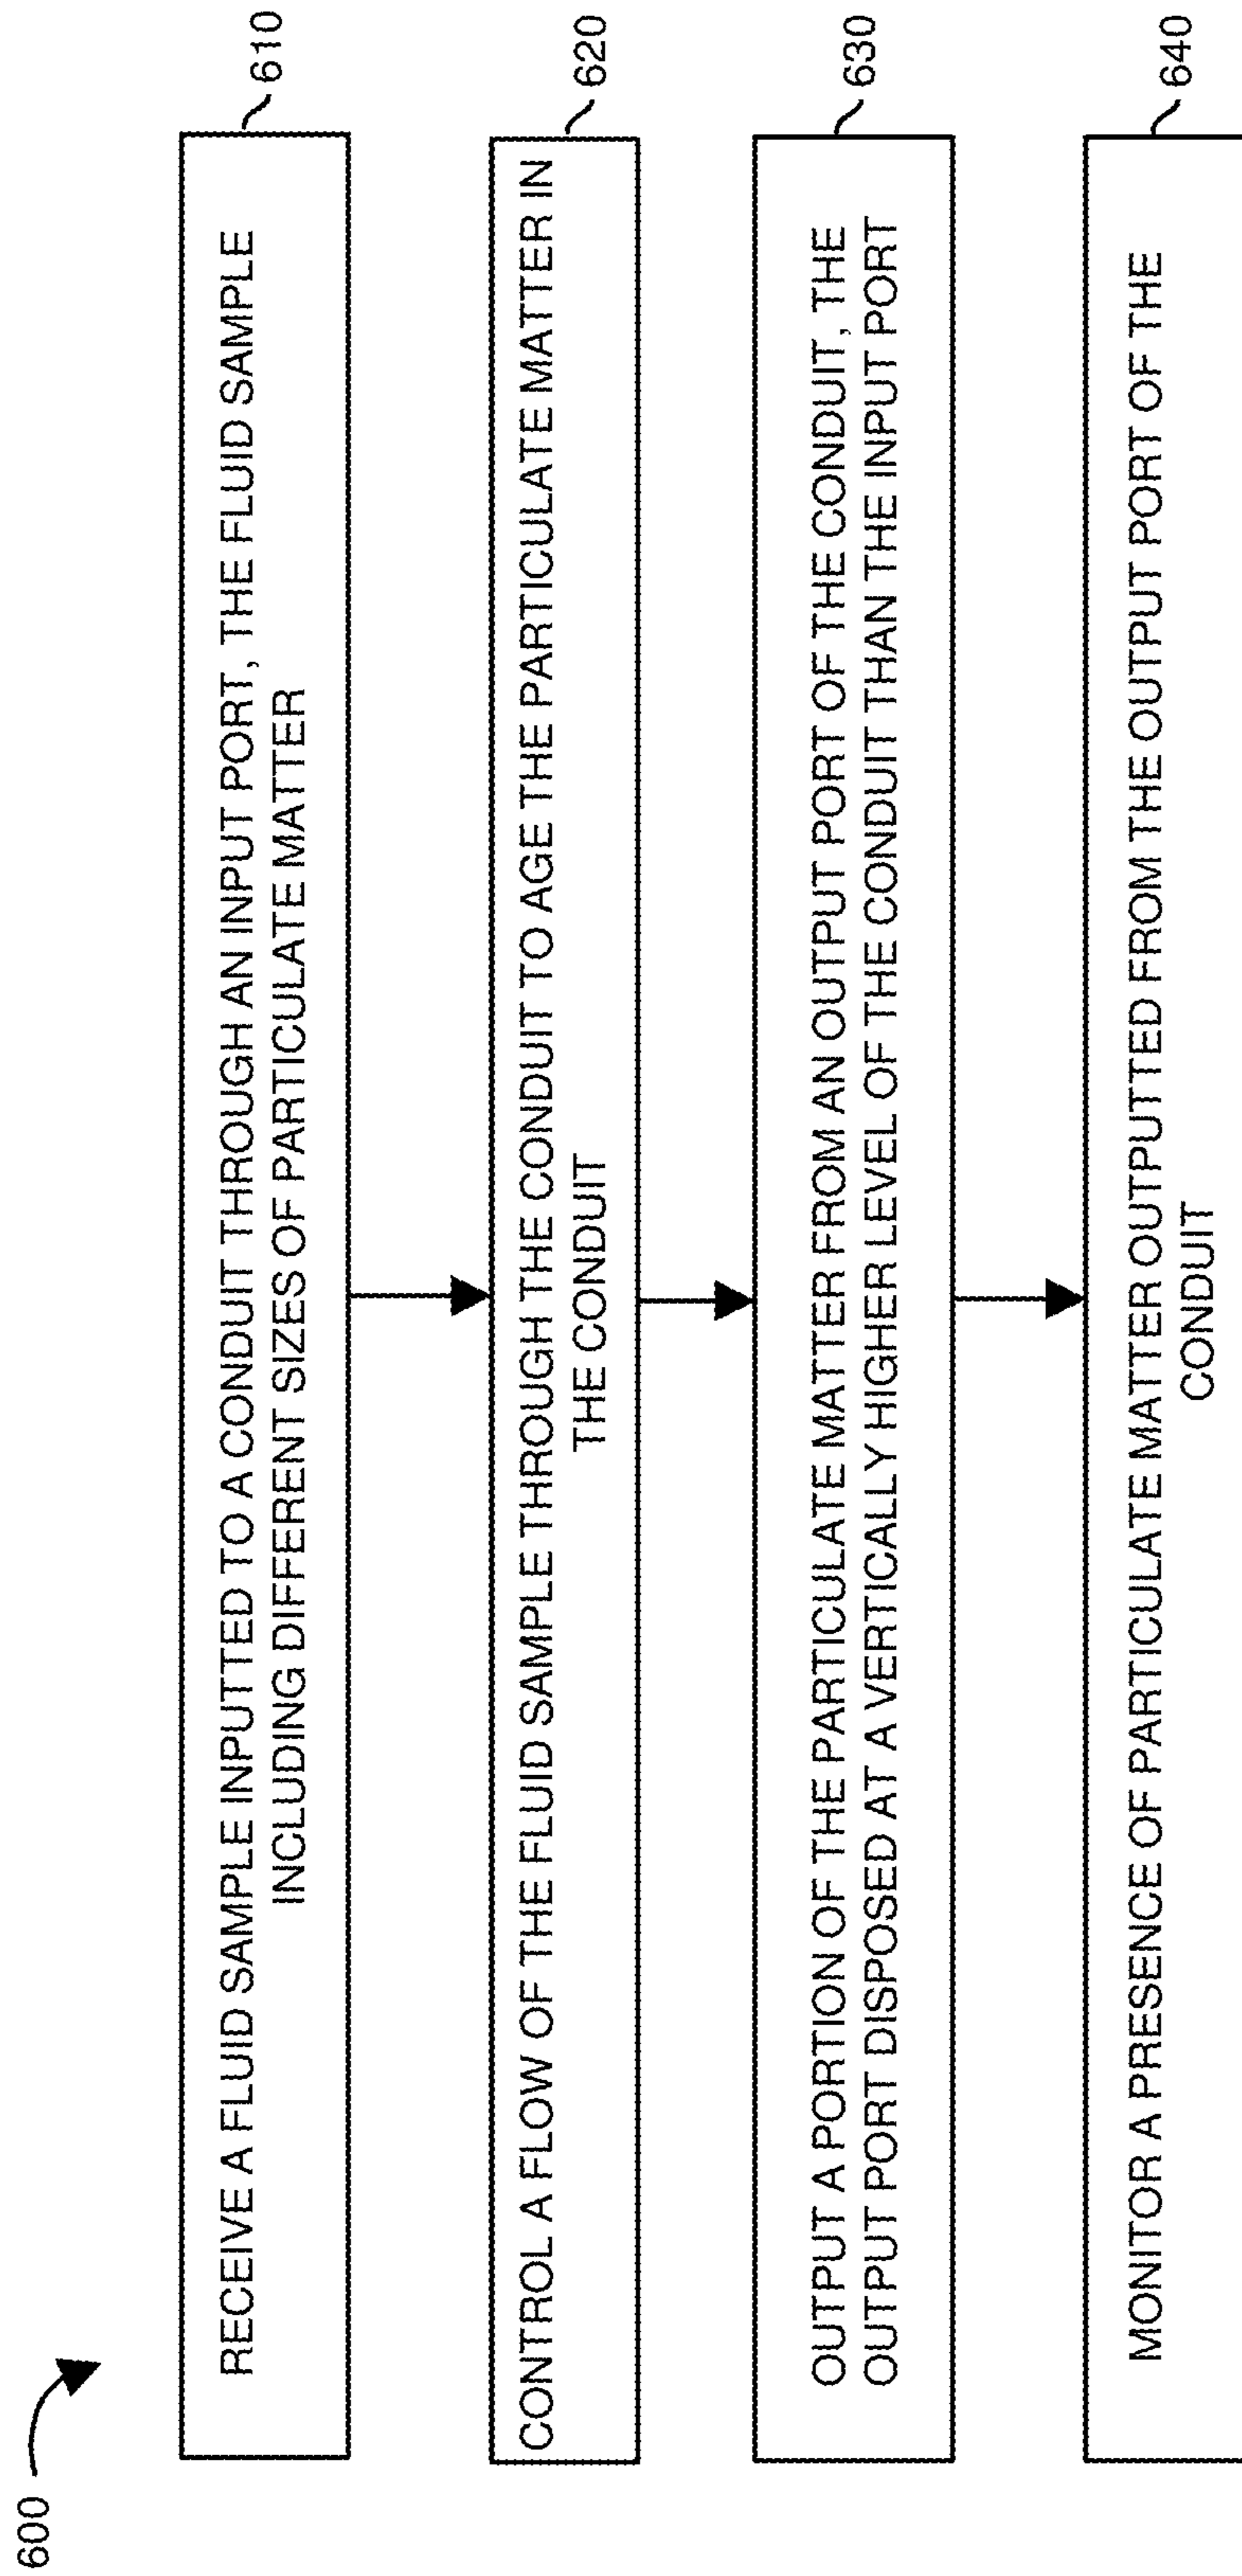 600
RECEIVE A FLUID SAMPLE INPUTTED TO A CONDUIT THROUGH AN INPUT PORT, THE FLUID SAMPLE
INCLUDING DIFFERENT SIZES OF PARTICULATE MATTER
610
CONTROL A FLOW OF THE FLUID SAMPLE THROUGH THE CONDUIT TO AGE THE PARTICULATE MATTER IN
THE CONDUIT
620
OUTPUT A PORTION OF THE PARTICULATE MATTER FROM AN OUTPUT PORT OF THE CONDUIT, THE
OUTPUT PORT DISPOSED AT A VERTICALLY HIGHER LEVEL OF THE CONDUIT THAN THE INPUT PORT
630
MONITOR A PRESENCE OF PARTICULATE MATTER OUTPUTTED FROM THE OUTPUT PORT OF THE
CONDUIT
640